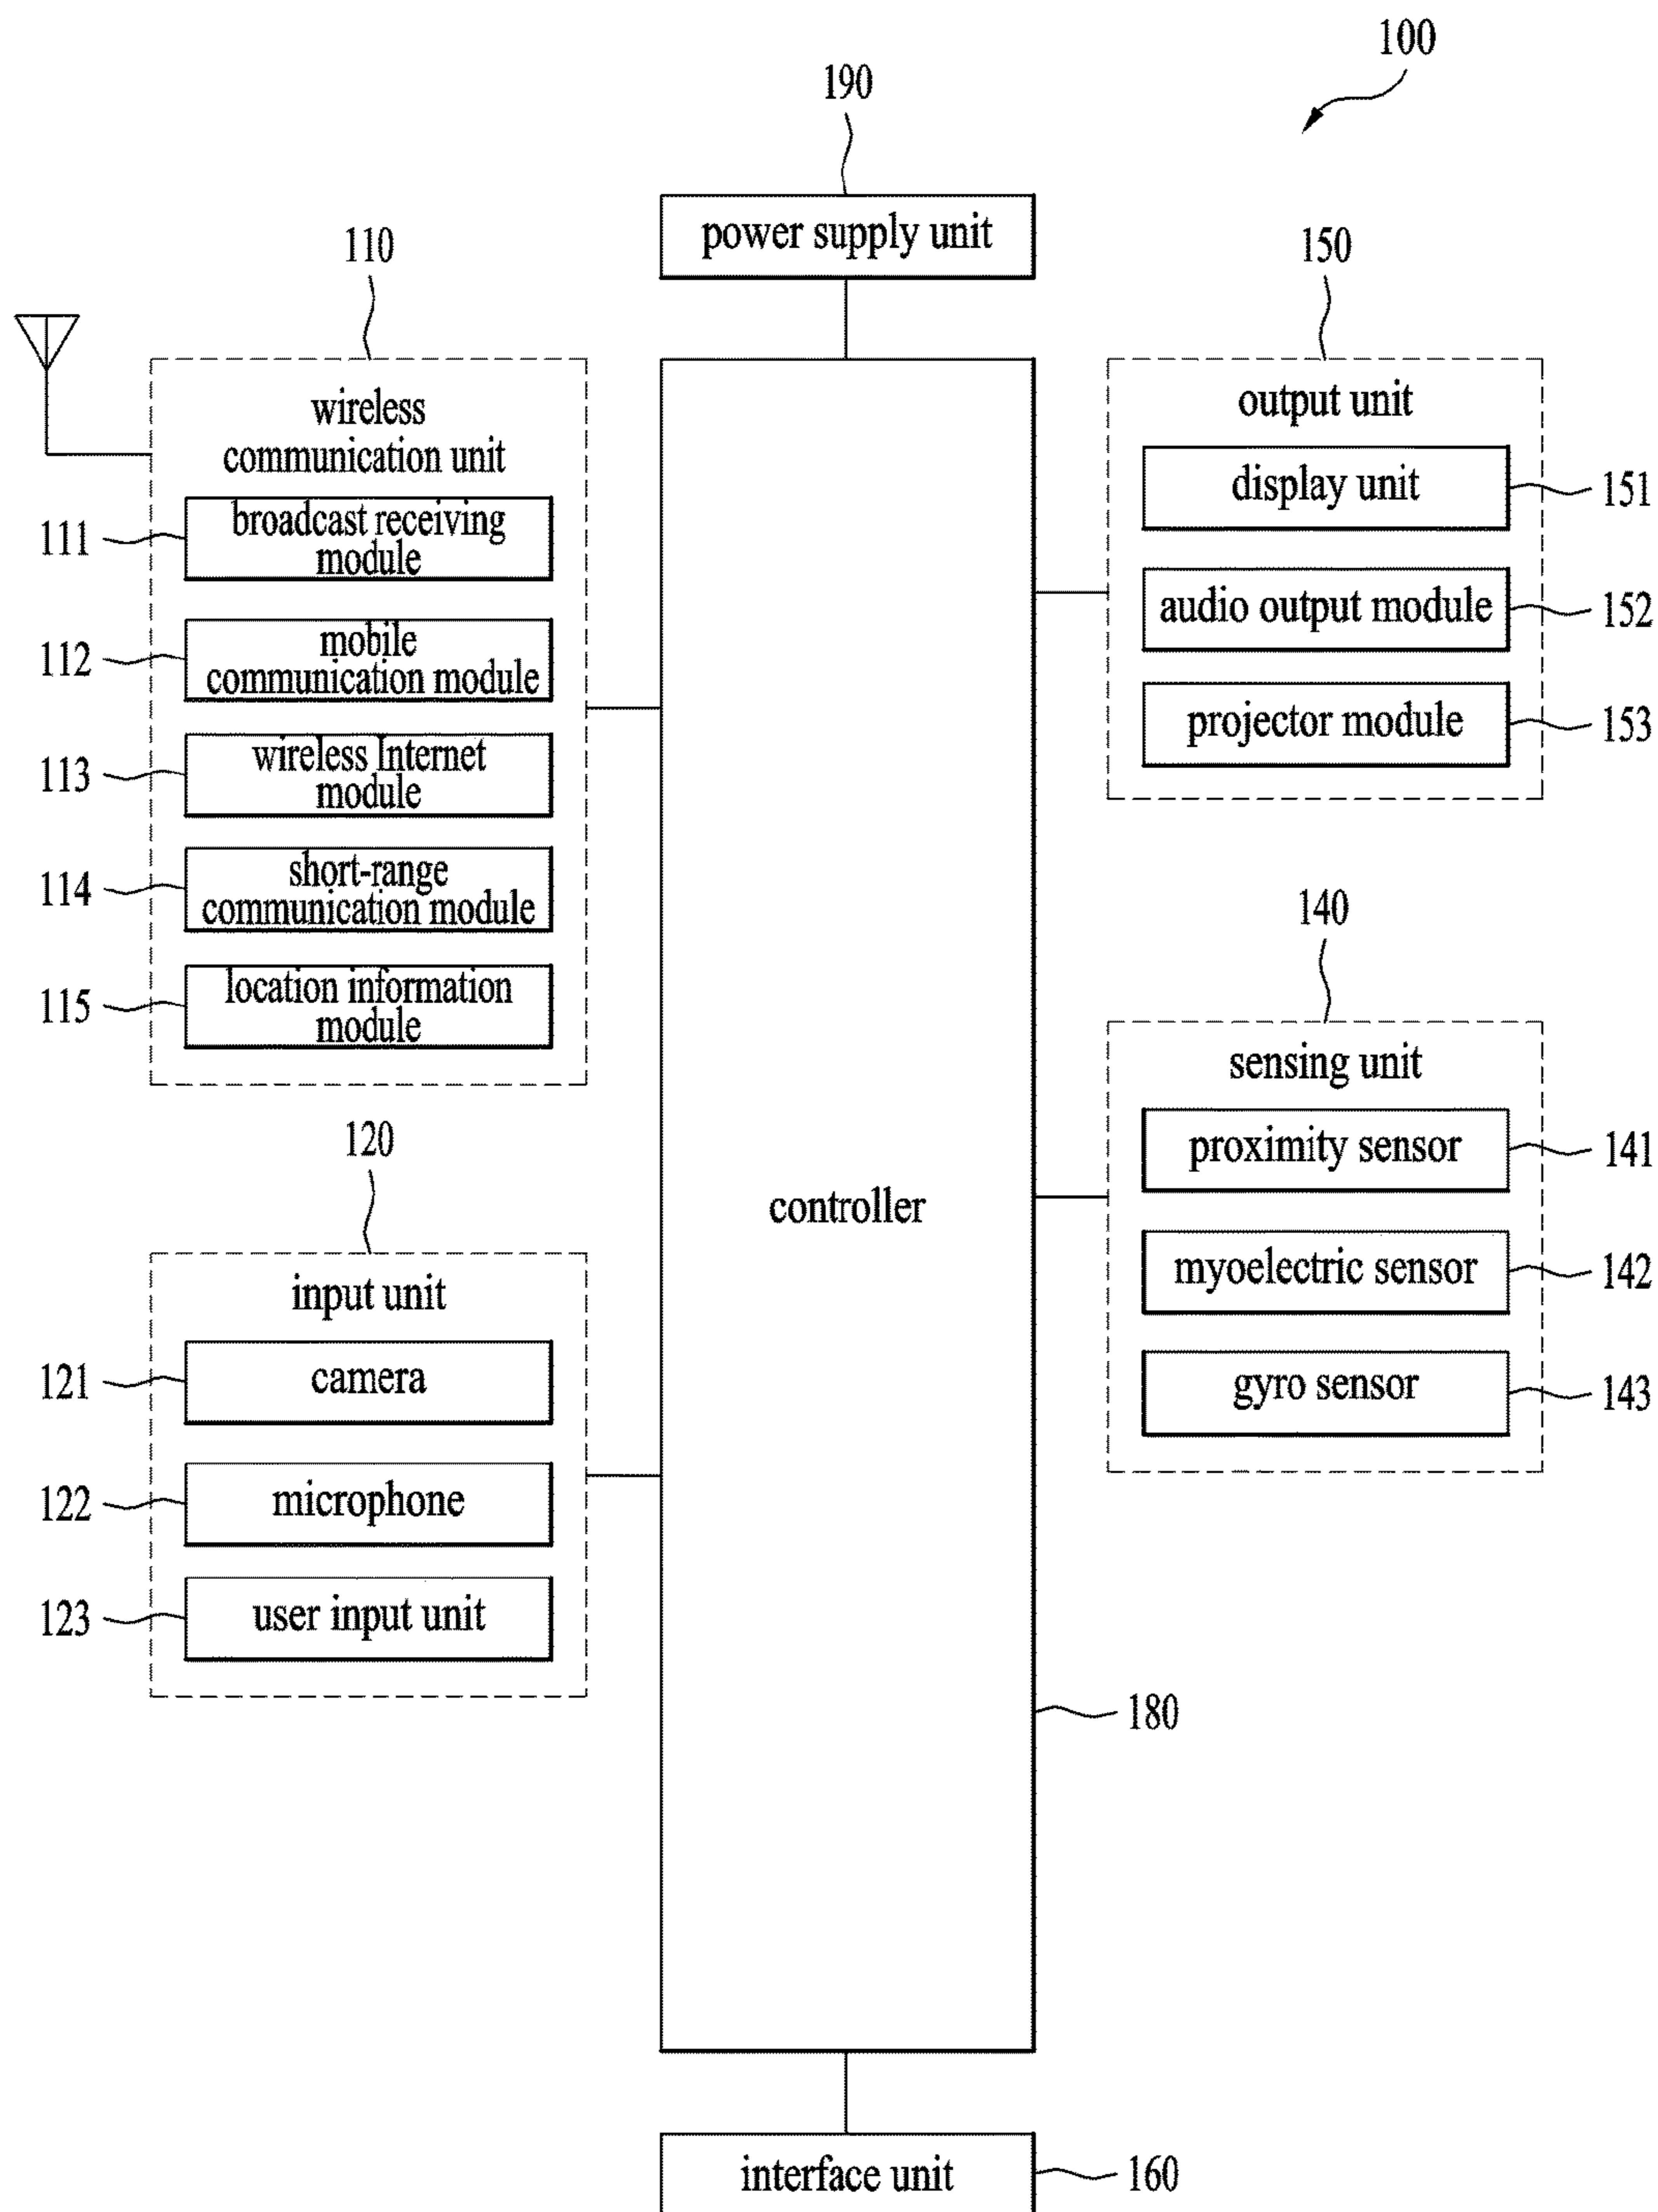 100
190
power supply unit
110
wireless
communication unit
111
broadcast receiving
module
112
mobile
communication module
113
wireless Internet
module
114
short-range
communication module
115
location information
module
120
input unit
121
camera
122
microphone
123
user input unit
controller
180
150
output unit
display unit
151
audio output module
152
projector module
153
140
sensing unit
proximity sensor
141
myoelectric sensor
142
gyro sensor
143
interface unit
160